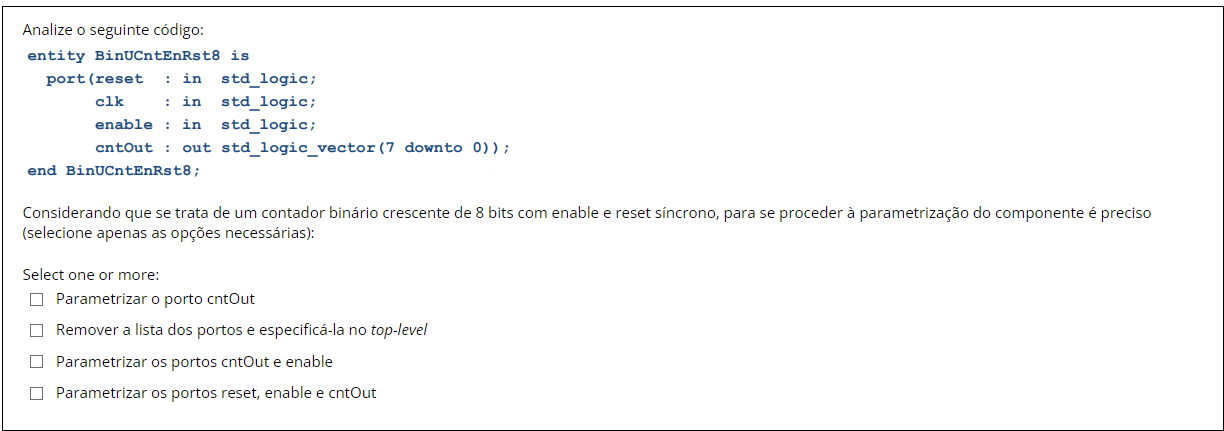 Analize o seguinte código:
entity BinUCntEnRst8 is
port(reset : in std_logic;
clk : in std_logic;
enable : in std_logic;
cntOut : out std_logic_vector(7 downto 0));
end BinUCntEnRst8;
Considerando que se trata de um contador binário crescente de 8 bits com enable e reset síncrono, para se proceder à parametrização do componente é preciso
(selecione apenas as opções necessárias):
Select one or more:
Parametrizar o porto cntOut
Remover a lista dos portos e especificá-la no top-level
Parametrizar os portos cntOut e enable
Parametrizar os portos reset, enable e cntOut